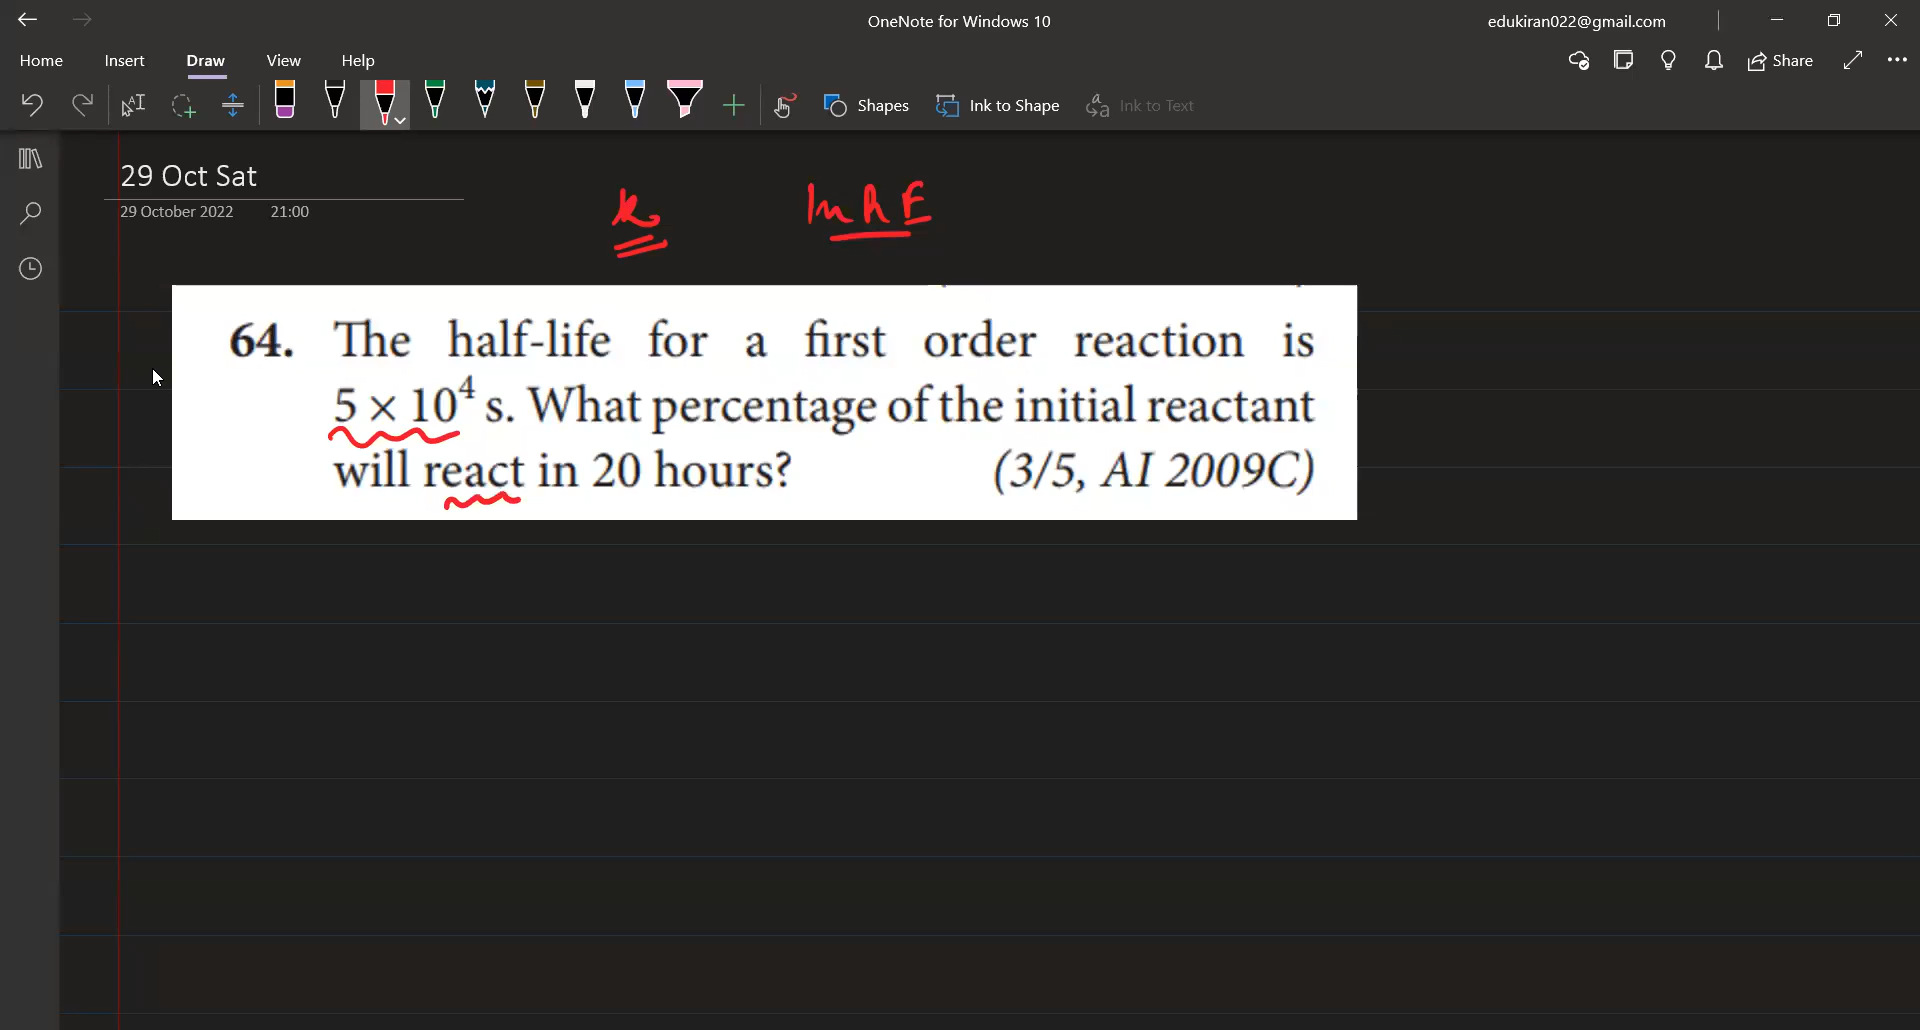 OneNote for Windows 10
edukiran022@gmail.com
Home Insert Draw View Help
Share
Shapes Ink to Shape Ink to Text
29 Oct Sat
29 October 2022 21:00
k
64. The half-life for a first order reaction is
5 × 10⁴ s. What percentage of the initial reactant
will react in 20 hours? (3/5, AI 2009C)